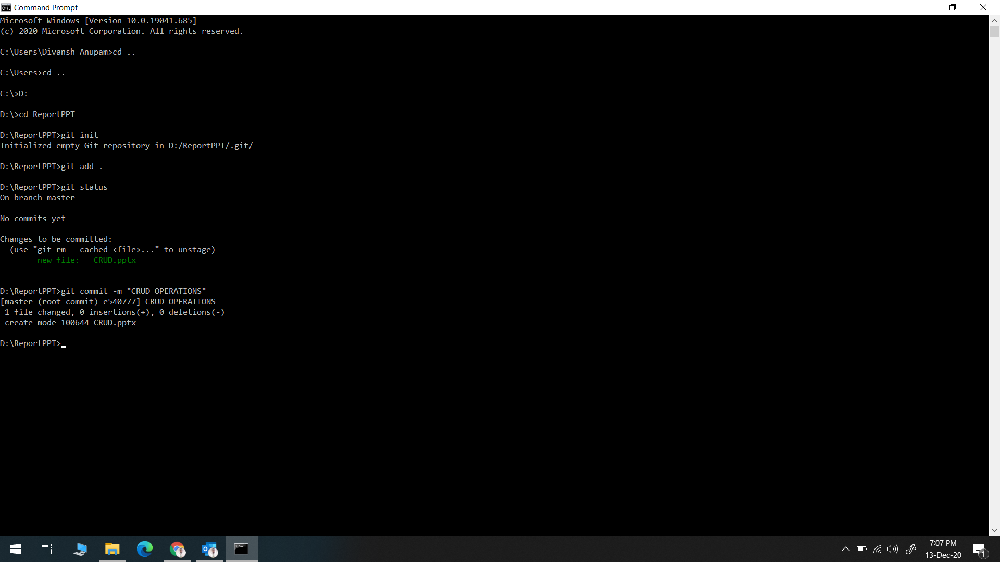 Command Prompt
Microsoft Windows [Version 10.0.19041.685]
(c) 2020 Microsoft Corporation. All rights reserved.
C:\Users\Divansh Anupam>cd ..
C:\Users>cd ..
C:\>D:
D:\>cd ReportPPT
D:\ReportPPT>git init
Initialized empty Git repository in D:/ReportPPT/.git/
D:\ReportPPT>git add .
D:\ReportPPT>git status
On branch master
No commits yet
Changes to be committed:
  (use "git rm --cached <file>..." to unstage)
        new file:   CRUD.pptx
D:\ReportPPT>git commit -m "CRUD OPERATIONS"
[master (root-commit) e540777] CRUD OPERATIONS
 1 file changed, 0 insertions(+), 0 deletions(-)
 create mode 100644 CRUD.pptx
D:\ReportPPT>
7:07 PM
13-Dec-20
1